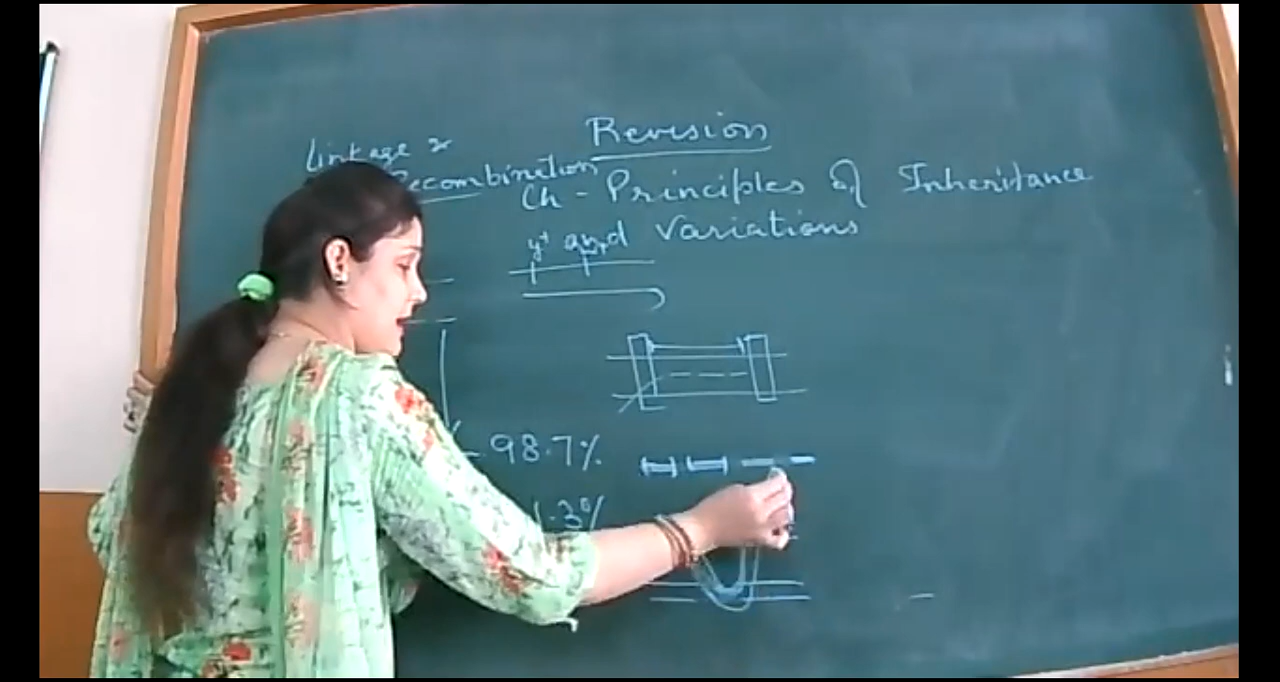 Revision
Linkage &
Recombination
Ch - Principles of Inheritance
and Variations
y+
98.7%
1.3%